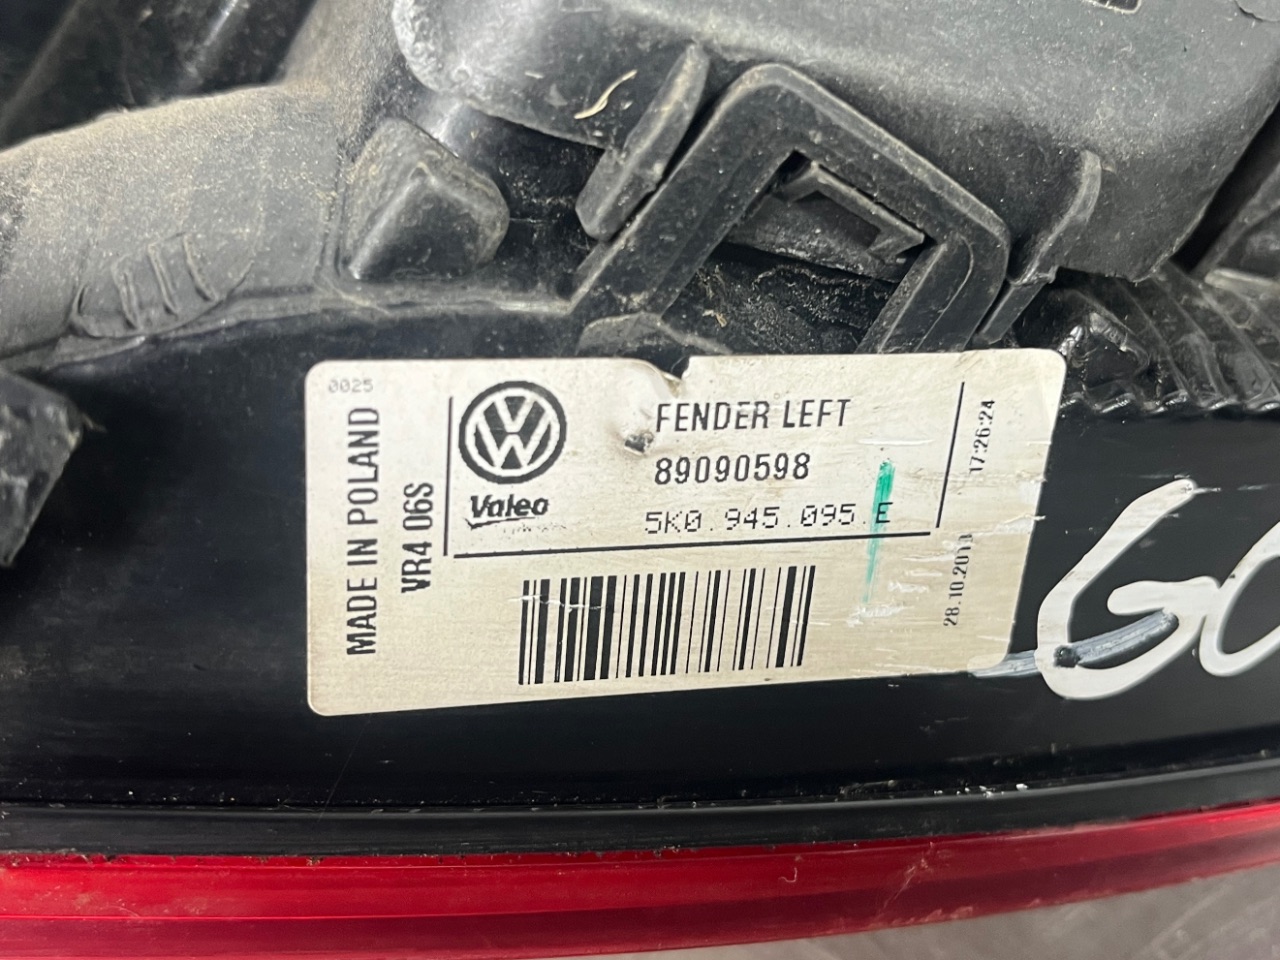 0025
MADE IN POLAND
VR4 06S
Valeo
FENDER LEFT
89090598
5K0.945.095.E
17:26:24
28.10.201
GO